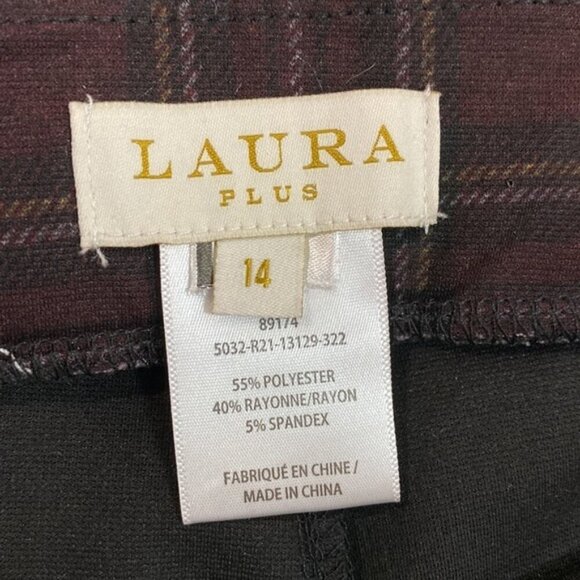 LAURA
PLUS
14
89174
5032-R21-13129-322
55% POLYESTER
40% RAYONNE/RAYON
5% SPANDEX
FABRIQUÉ EN CHINE /
MADE IN CHINA